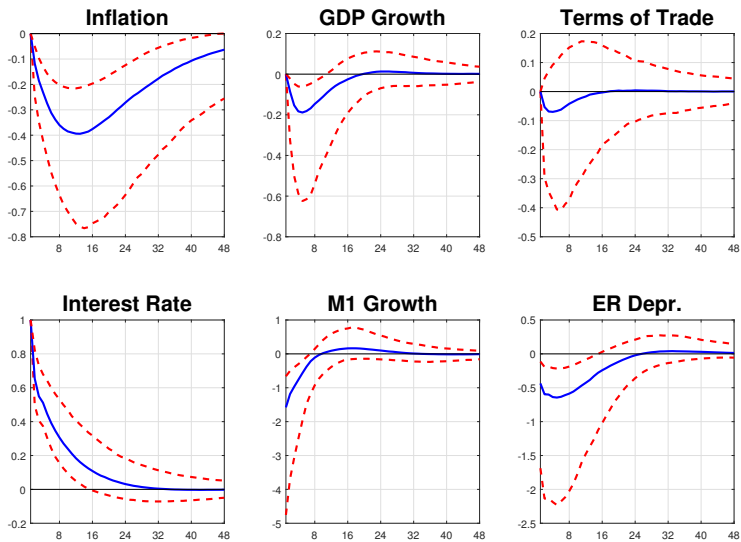 Inflation GDP Growth Terms of Trade
0 0.2 0.2
-0.1 0 0.1
-0.2 0
-0.3 -0.2 -0.1
-0.4 -0.2
-0.5 -0.4 -0.3
-0.6 -0.6 -0.4
-0.7
-0.8 -0.8 -0.5
8 16 24 32 40 48 8 16 24 32 40 48 8 16 24 32 40 48
Interest Rate M1 Growth ER Depr.
1 1 0.5
0.8 0 0
0.6 -1 -0.5
0.4 -2 -1
0.2 -3 -1.5
0 -4 -2
-0.2 -5 -2.5
8 16 24 32 40 48 8 16 24 32 40 48 8 16 24 32 40 48